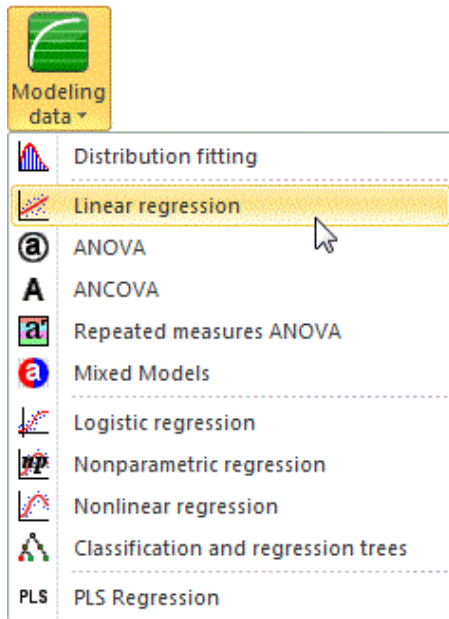 Modeling
data
Distribution fitting
Linear regression
a ANOVA
A ANCOVA
a Repeated measures ANOVA
a Mixed Models
Logistic regression
np Nonparametric regression
Nonlinear regression
Classification and regression trees
PLS PLS Regression